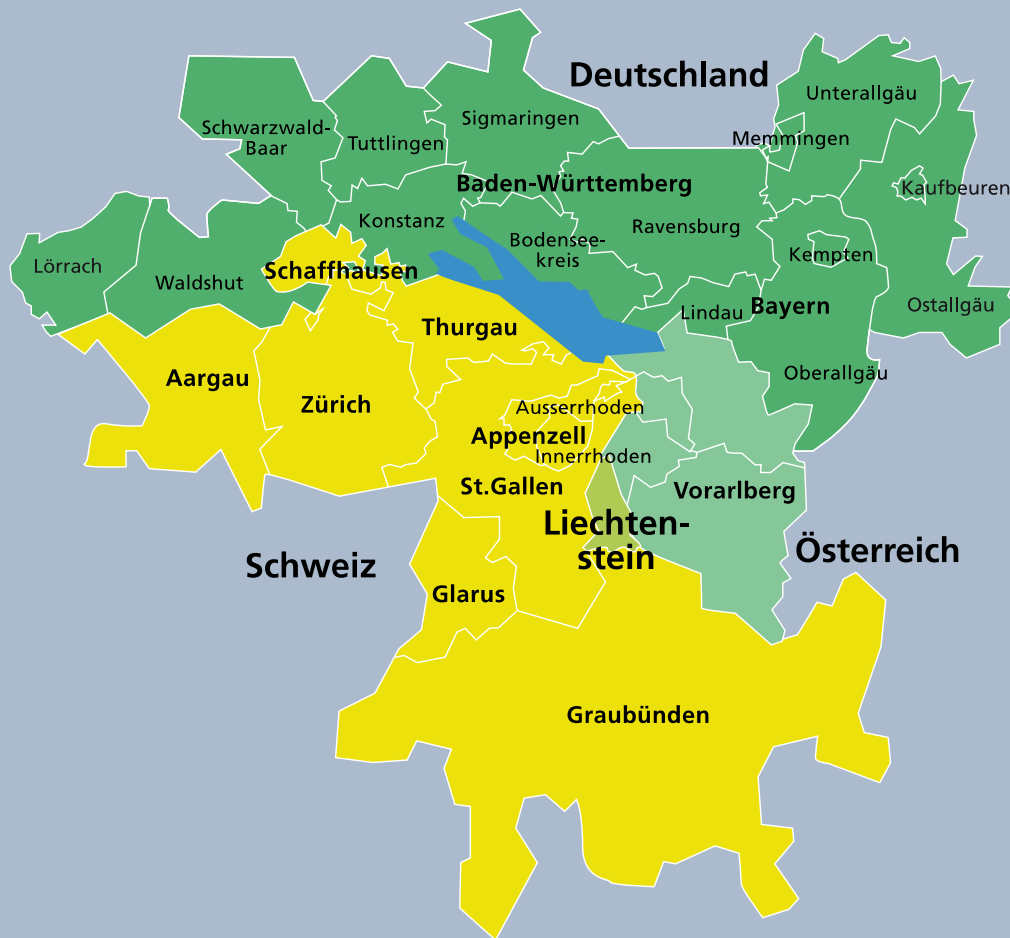 Deutschland
Unterallgäu
Sigmaringen
Schwarzwald-
Baar
Tuttlingen
Memmingen
Baden-Württemberg
Kaufbeuren
Konstanz
Ravensburg
Bodensee-
kreis
Kempten
Lörrach
Schaffhausen
Waldshut
Lindau
Bayern
Ostallgäu
Thurgau
Aargau
Oberallgäu
Zürich
Ausserrhoden
Appenzell
Innerrhoden
St.Gallen
Vorarlberg
Liechten-
stein
Österreich
Schweiz
Glarus
Graubünden